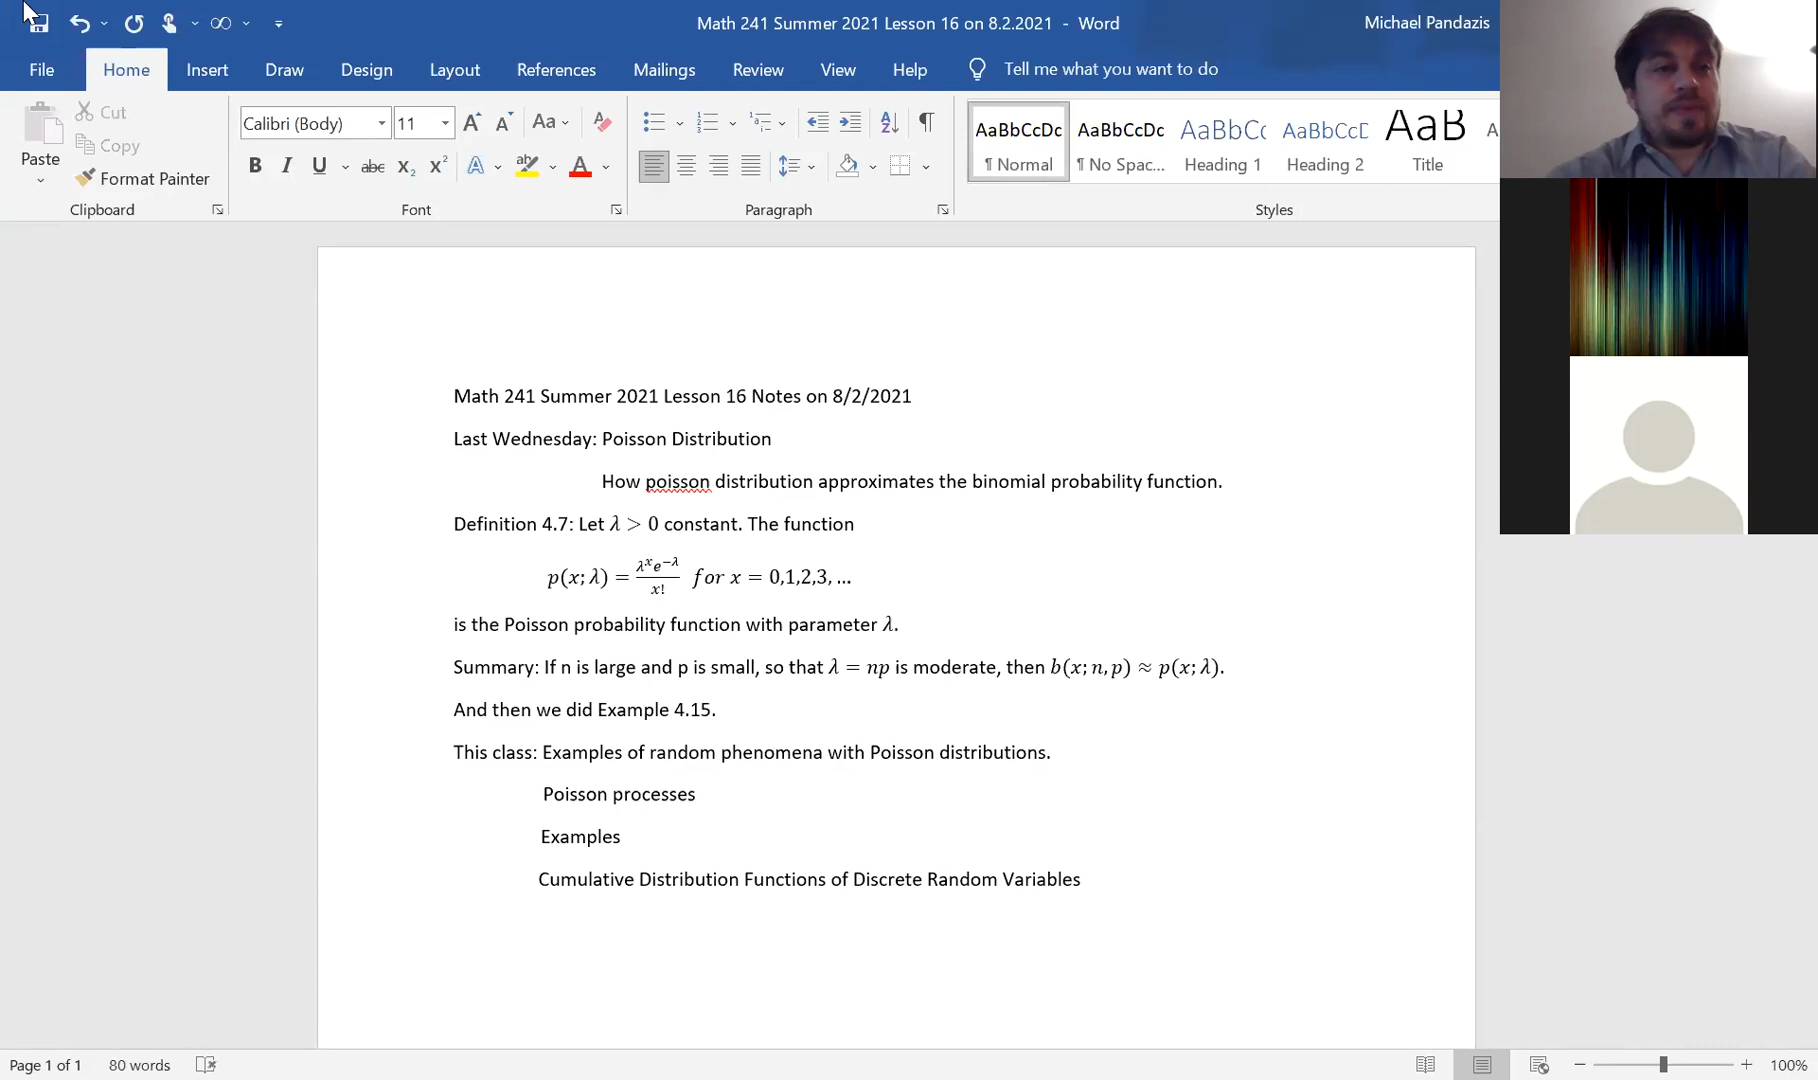 Math 241 Summer 2021 Lesson 16 on 8.2.2021 - Word
Michael Pandazis
File Home Insert Draw Design Layout References Mailings Review View Help Tell me what you want to do
Calibri (Body) 11 Aa
Cut
Copy
Paste
Format Painter
B I U abc X₂ X² A ab A
AaBbCcDc AaBbCcDc AaBbCc AaBbCcD AaB A
¶ Normal ¶ No Spac... Heading 1 Heading 2 Title
Clipboard Font Paragraph Styles
Math 241 Summer 2021 Lesson 16 Notes on 8/2/2021
Last Wednesday: Poisson Distribution
How poisson distribution approximates the binomial probability function.
Definition 4.7: Let λ > 0 constant. The function
p(x; λ) = λˣe⁻λ/x! for x = 0,1,2,3, ...
is the Poisson probability function with parameter λ.
Summary: If n is large and p is small, so that λ = np is moderate, then b(x; n, p) ≈ p(x; λ).
And then we did Example 4.15.
This class: Examples of random phenomena with Poisson distributions.
Poisson processes
Examples
Cumulative Distribution Functions of Discrete Random Variables
Page 1 of 1 80 words 100%